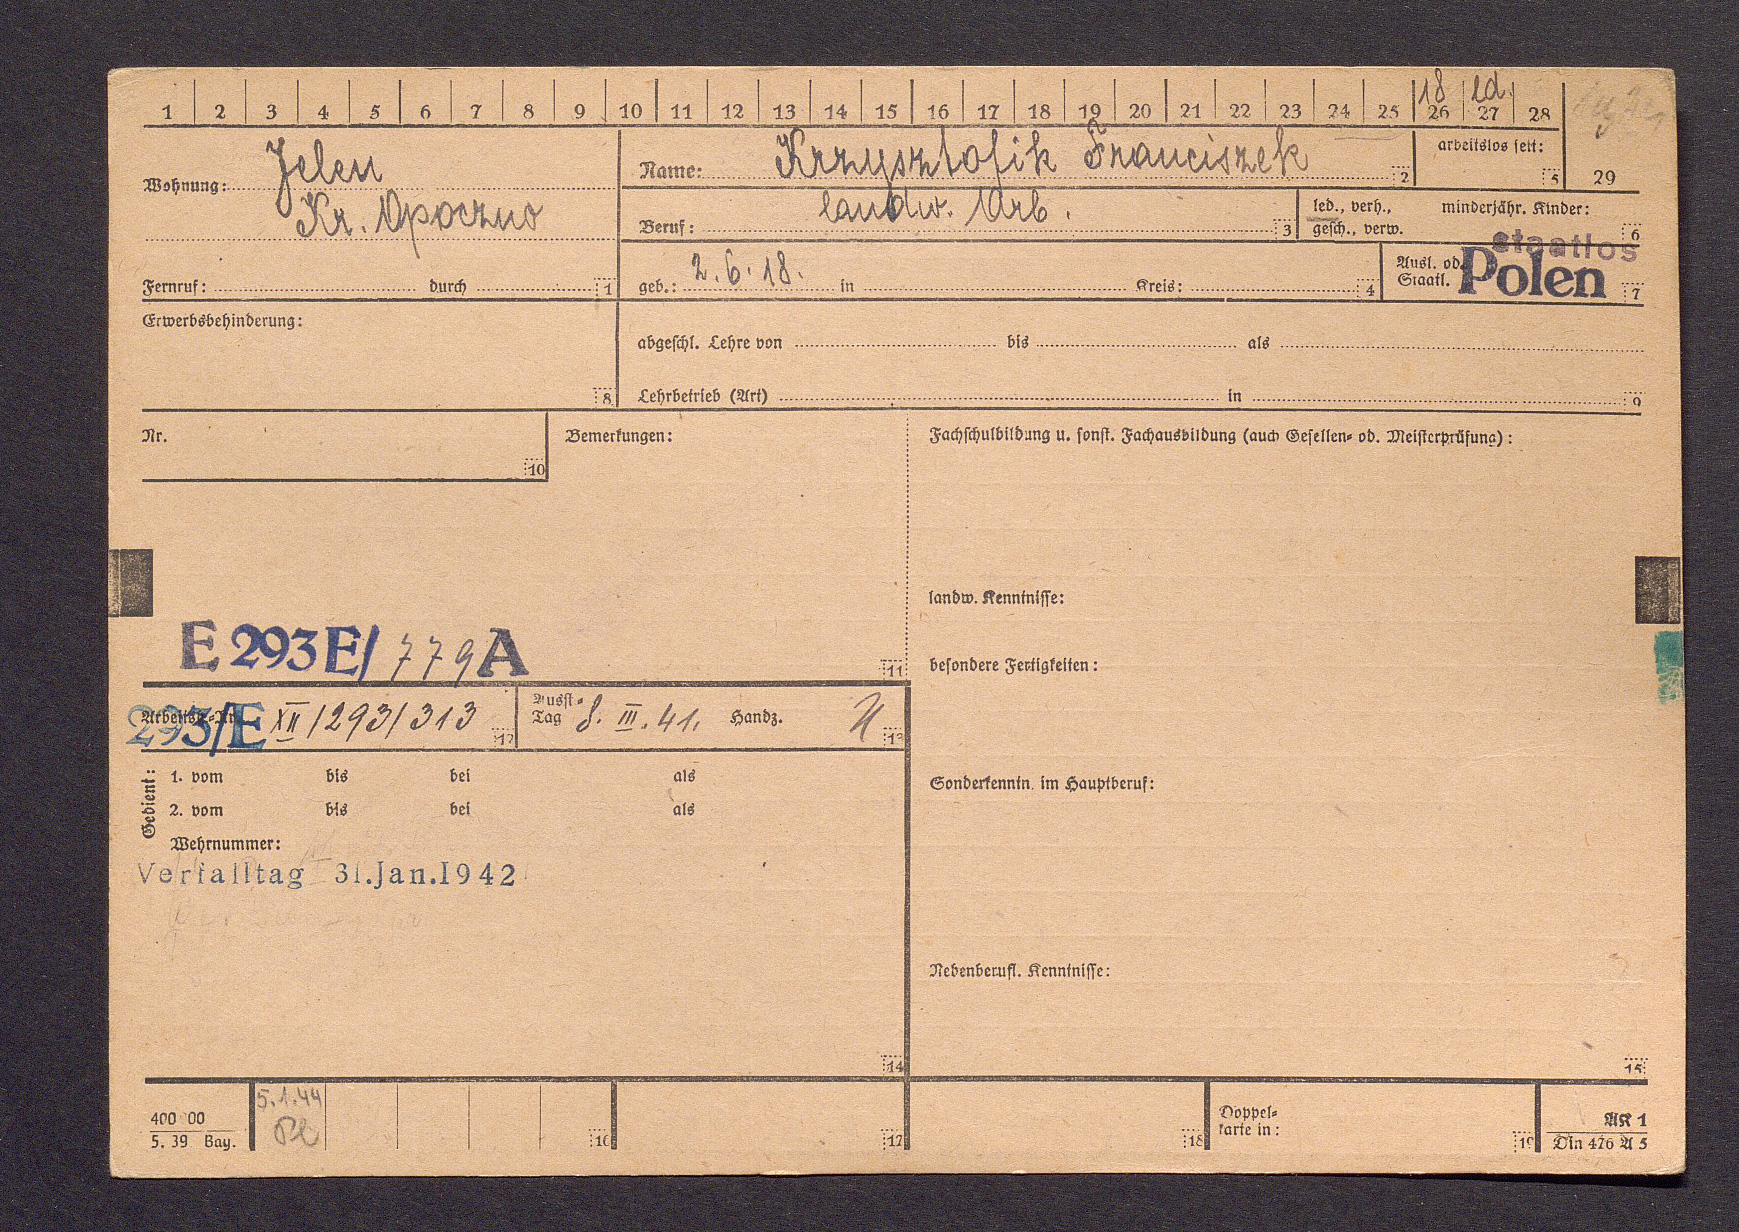 1 2 3 4 5 6 7 8 9 10 11 12 13 14 15 16 17 18 19 20 21 22 23 24 25 26 27 28
18 led.
29
Wohnung: Jelen
Kr. Opoczno
Fernruf: durch 1
Name: Krzysztofik Franciszek 2
arbeitslos seit: 5
Beruf: landw. Arb. 3
led., verh., gesch., verw.
minderjähr. Kinder: 6
geb.: 2.6.18. in Kreis: 4
Ausl. od. Staatl. staatlos Polen 7
Erwerbsbehinderung: 8
abgeschl. Lehre von bis als
Lehrbetrieb (Art) in 9
Nr. 10
Bemerkungen:
Fachschulbildung u. sonst. Fachausbildung (auch Gesellen- od. Meisterprüfung):
landw. Kenntnisse:
E 293 E/ 779 A
11
besondere Fertigkeiten:
293/E
Arbeitsb.-Nr. XII/293/313 12
Ausst.-Tag 8. III. 41. Handz. 13
Gedient:
1. vom bis bei als
2. vom bis bei als
Wehrnummer:
Verfalltag 31.Jan.1942
14
Sonderkenntn. im Hauptberuf:
Nebenberufl. Kenntnisse:
15
400 00
5. 39 Bay.
5.1.44
16 17 18
Doppel-
karte in: 19
AK 1
Din 476 A 5